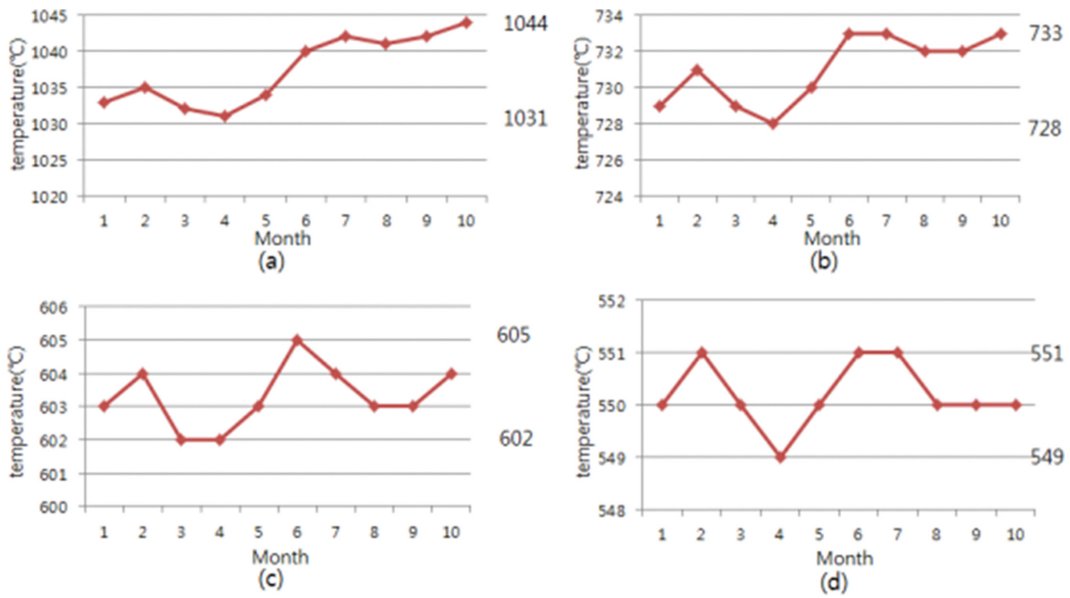 temperature(℃)
1045
1040
1035
1030
1025
1020
1044
1031
1 2 3 4 5 6 7 8 9 10
Month
(a)
temperature(℃)
734
732
730
728
726
724
733
728
1 2 3 4 5 6 7 8 9 10
Month
(b)
temperature(℃)
606
605
604
603
602
601
600
605
602
1 2 3 4 5 6 7 8 9 10
Month
(c)
temperature(℃)
552
551
550
549
548
551
549
1 2 3 4 5 6 7 8 9 10
Month
(d)